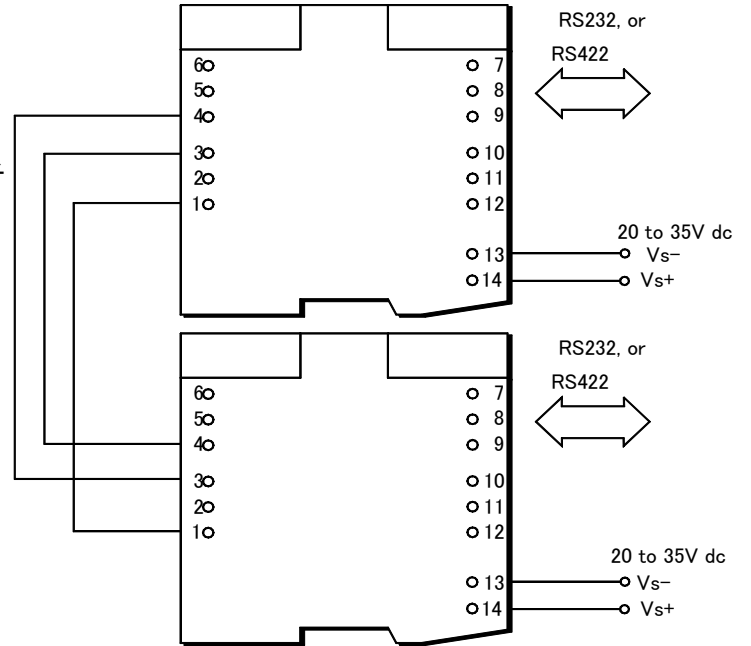 RS232, or
RS422
6 7
5 8
4 9
3 10
2 11
1 12
20 to 35V dc
13 Vs-
14 Vs+
RS232, or
RS422
6 7
5 8
4 9
3 10
2 11
1 12
20 to 35V dc
13 Vs-
14 Vs+